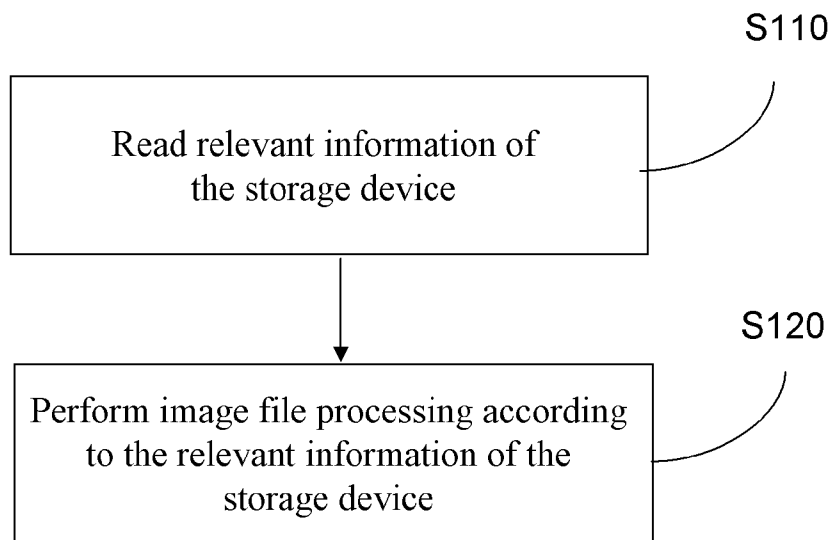 S110
Read relevant information of
the storage device
S120
Perform image file processing according
to the relevant information of the
storage device